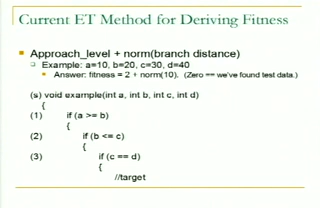 Current ET Method for Deriving Fitness
Approach_level + norm(branch distance)
Example: a=10, b=20, c=30, d=40
Answer: fitness = 2 + norm(10). (Zero == we've found test data.)
(s) void example(int a, int b, int c, int d)
{
(1) if (a >= b)
{
(2) if (b <= c)
{
(3) if (c == d)
{
//target